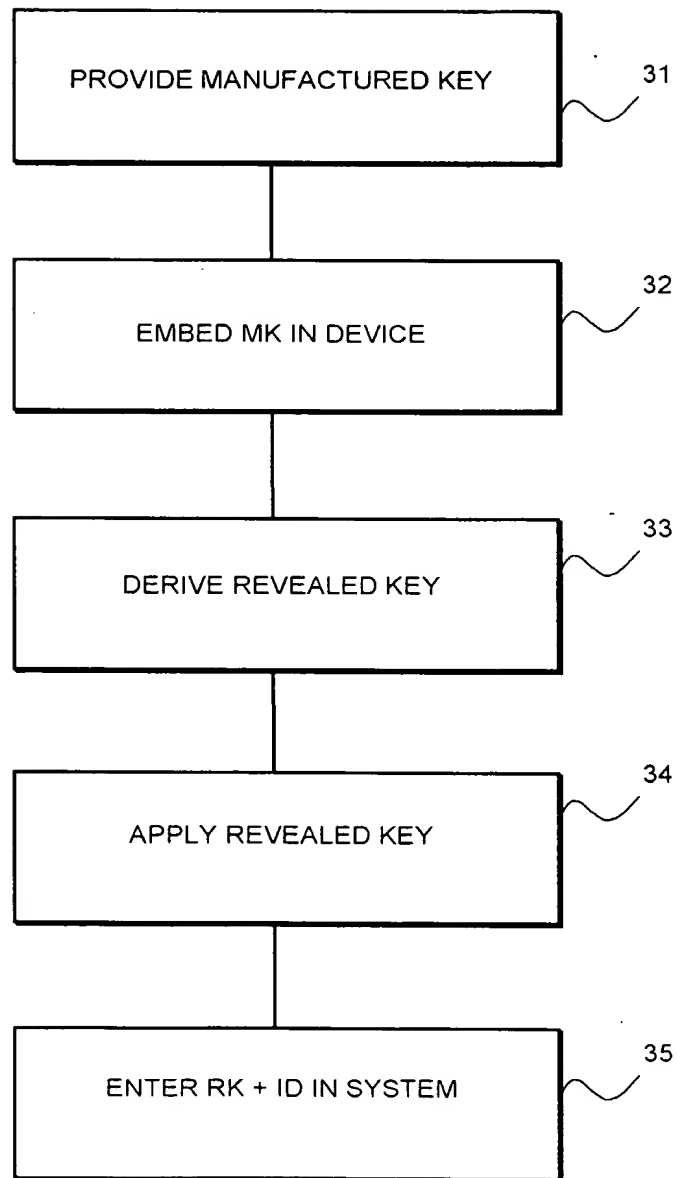 PROVIDE MANUFACTURED KEY
31
EMBED MK IN DEVICE
32
DERIVE REVEALED KEY
33
APPLY REVEALED KEY
34
ENTER RK + ID IN SYSTEM
35